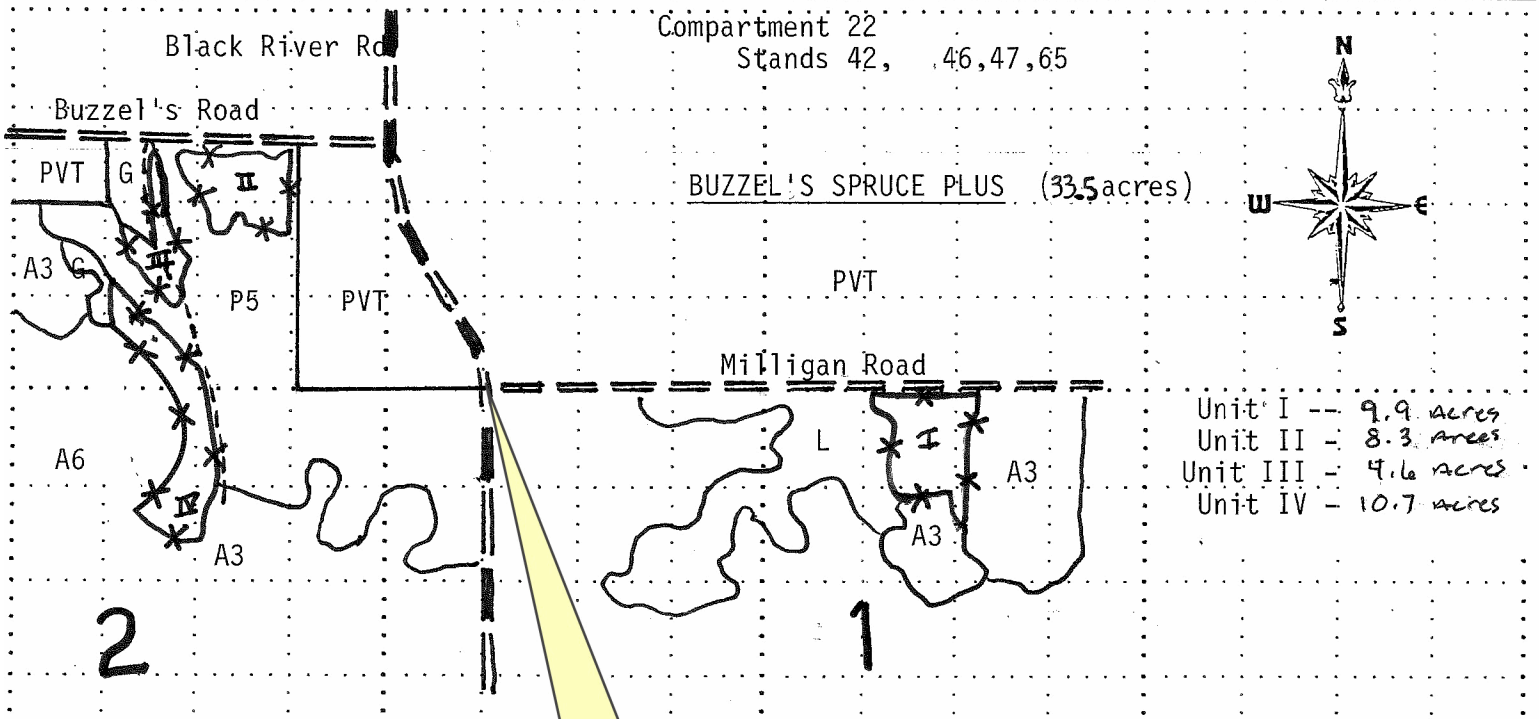 Compartment 22
Stands 42, 46,47,65
Black River Rd
Buzzel's Road
BUZZEL'S SPRUCE PLUS (33.5 acres)
N
W
E
S
PVT
G
II
III
A3
G
P5
PVT
PVT
Milligan Road
Unit I -- 9.9 Acres
Unit II - 8.3 Acres
Unit III - 4.6 Acres
Unit IV - 10.7 Acres
L
I
A3
A6
IV
A3
A3
2
1